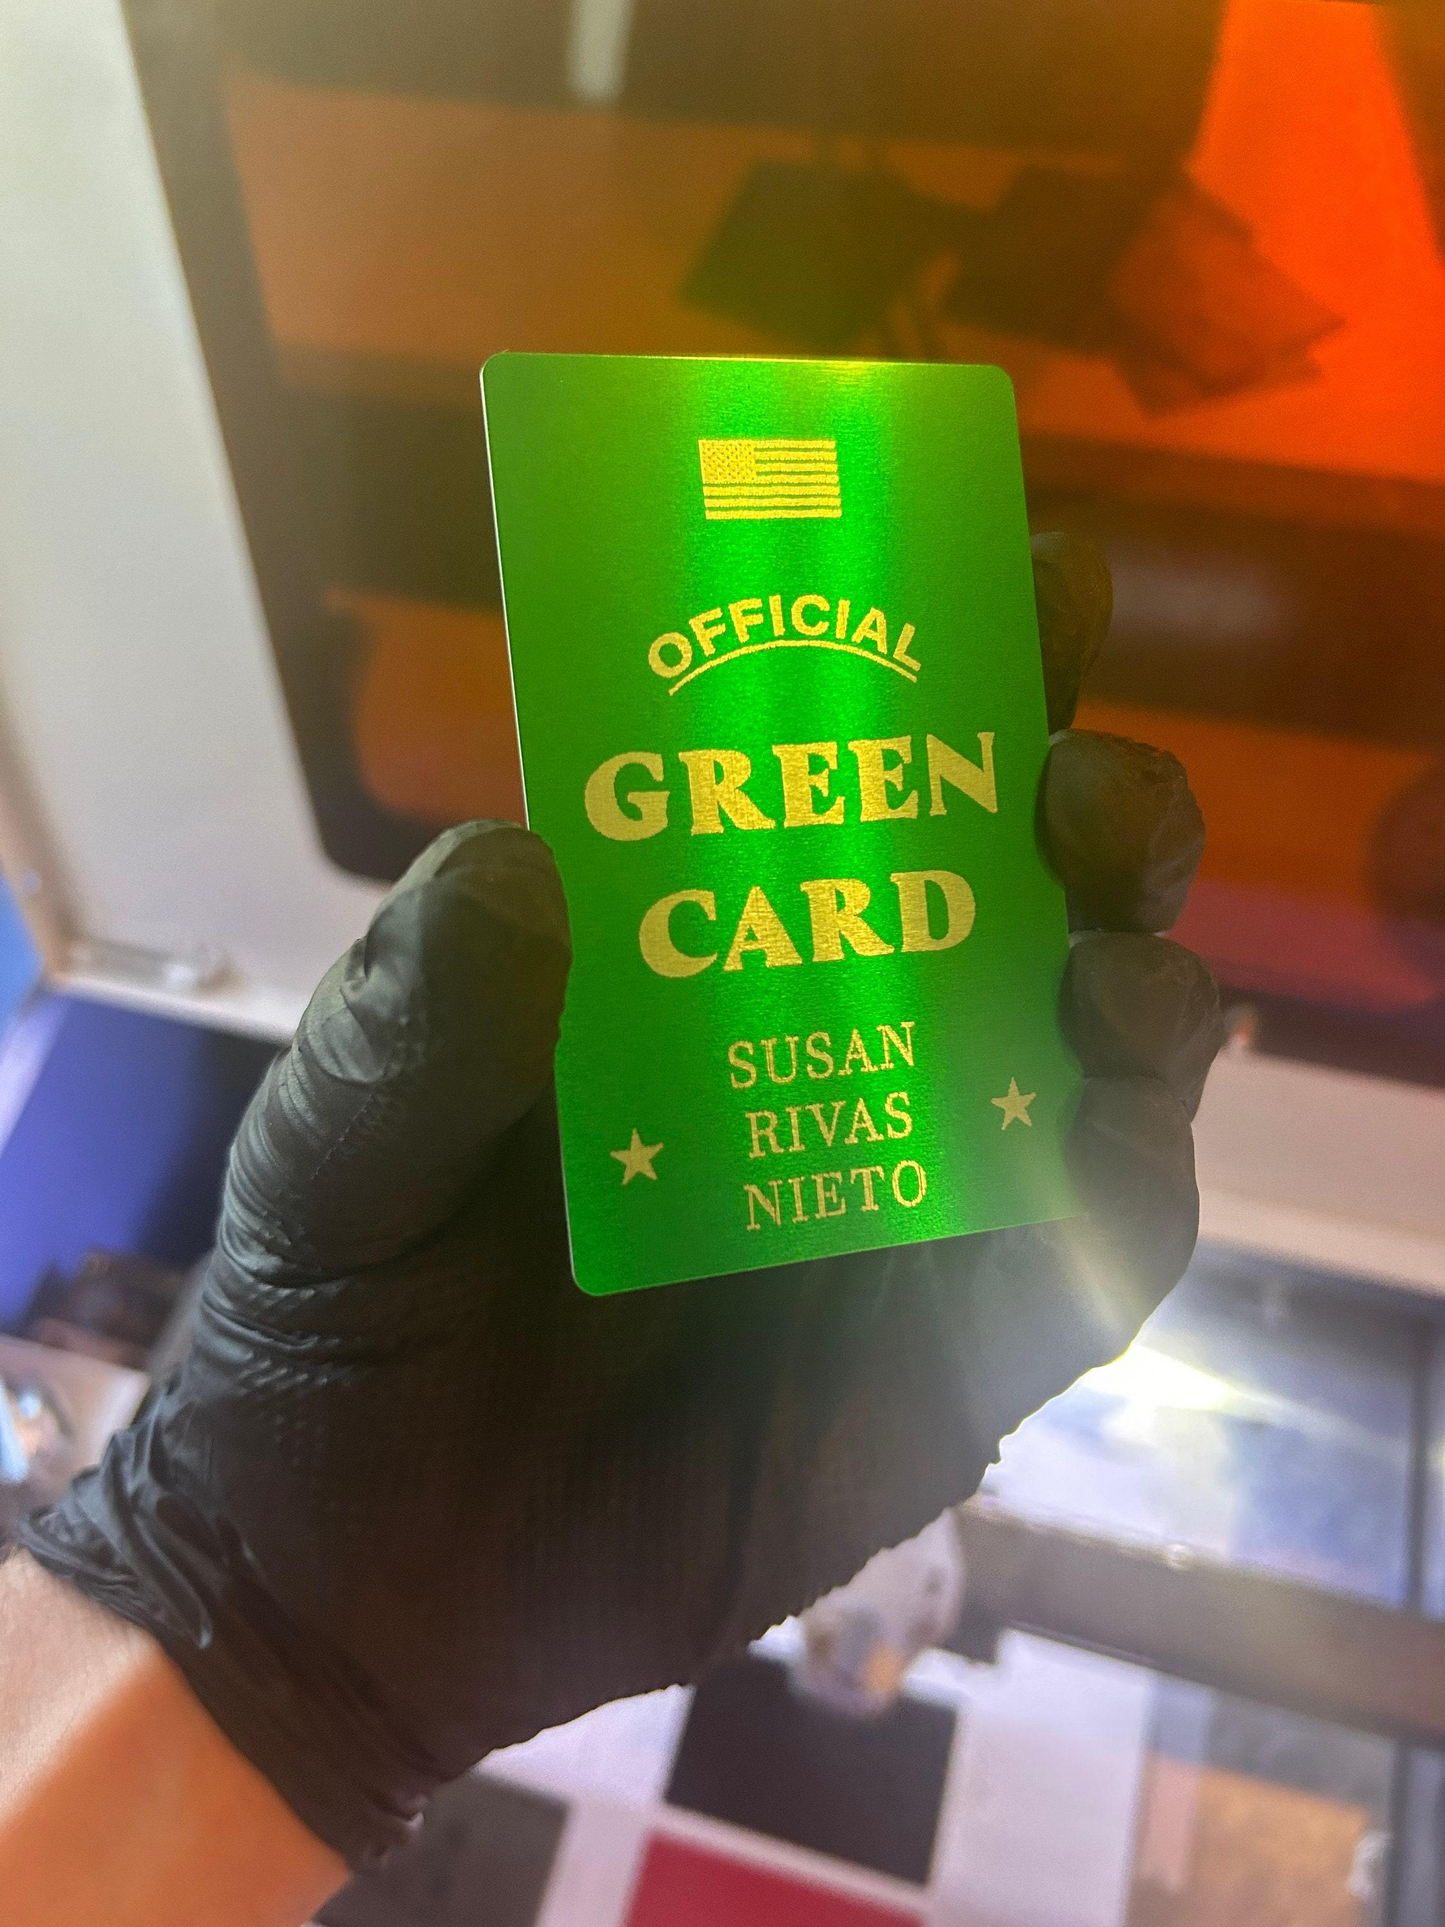 OFFICIAL
GREEN
CARD
SUSAN
RIVAS
NIETO